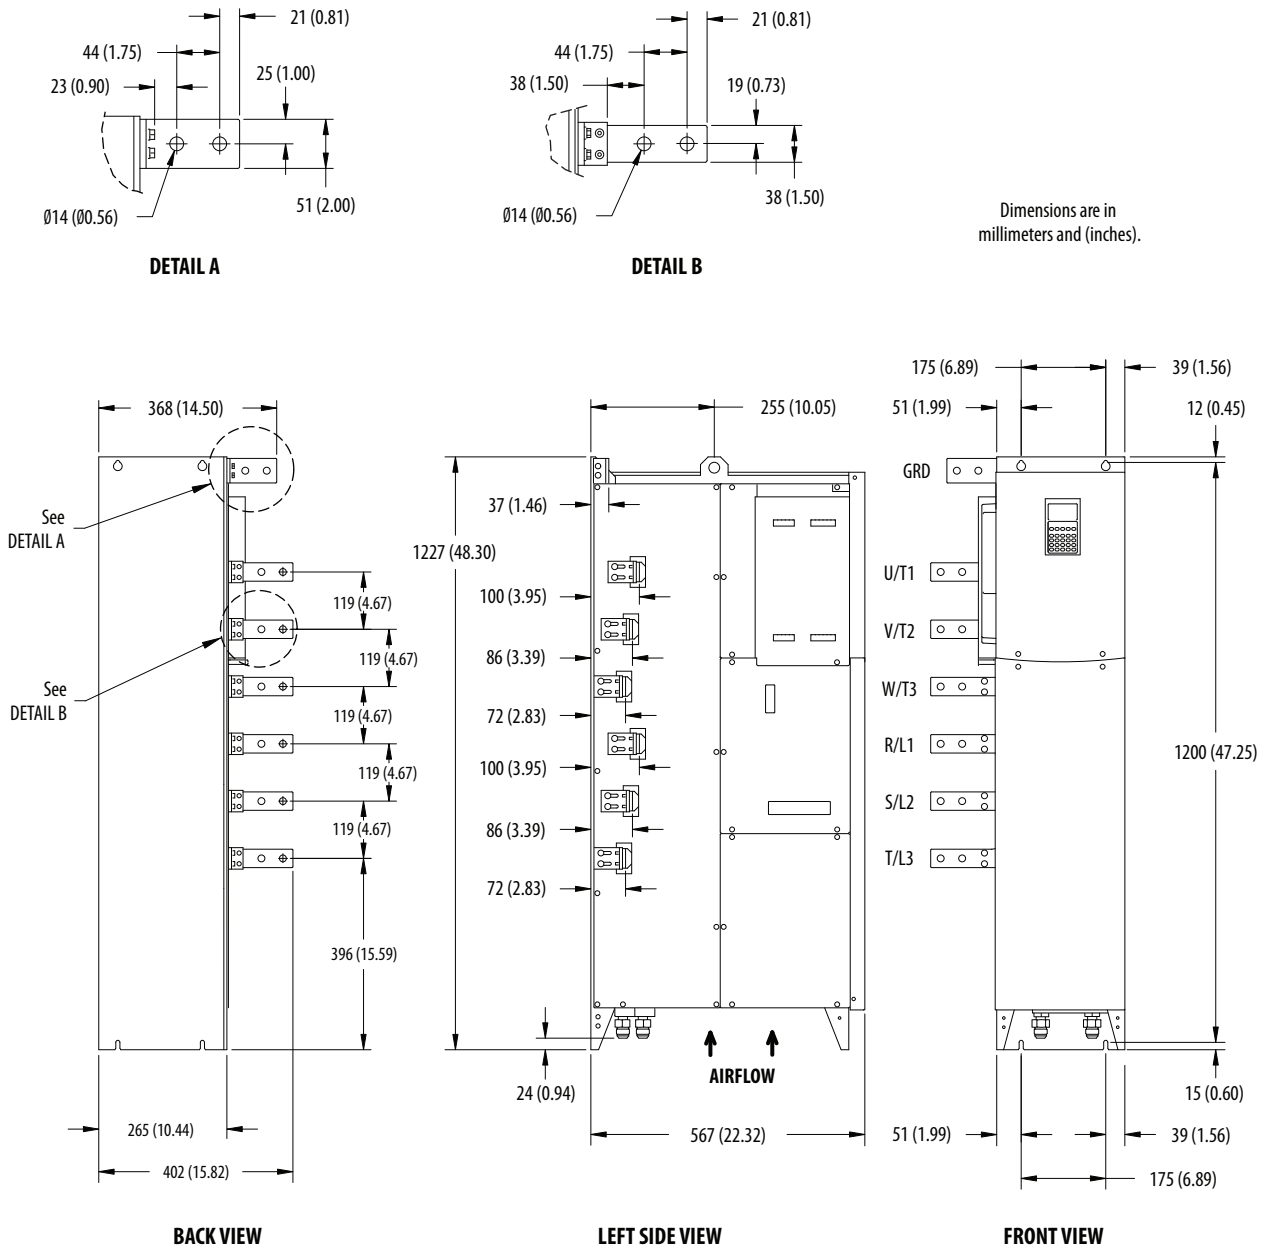 21 (0.81)
44 (1.75)
23 (0.90)
25 (1.00)
51 (2.00)
Ø14 (Ø0.56)
DETAIL A
21 (0.81)
44 (1.75)
38 (1.50)
19 (0.73)
38 (1.50)
Ø14 (Ø0.56)
DETAIL B
Dimensions are in
millimeters and (inches).
368 (14.50)
See
DETAIL A
See
DETAIL B
119 (4.67)
119 (4.67)
119 (4.67)
119 (4.67)
119 (4.67)
396 (15.59)
265 (10.44)
402 (15.82)
BACK VIEW
255 (10.05)
37 (1.46)
1227 (48.30)
100 (3.95)
86 (3.39)
72 (2.83)
100 (3.95)
86 (3.39)
72 (2.83)
24 (0.94)
AIRFLOW
567 (22.32)
LEFT SIDE VIEW
175 (6.89)
39 (1.56)
51 (1.99)
12 (0.45)
GRD
U/T1
V/T2
W/T3
R/L1
S/L2
T/L3
1200 (47.25)
15 (0.60)
51 (1.99)
39 (1.56)
175 (6.89)
FRONT VIEW